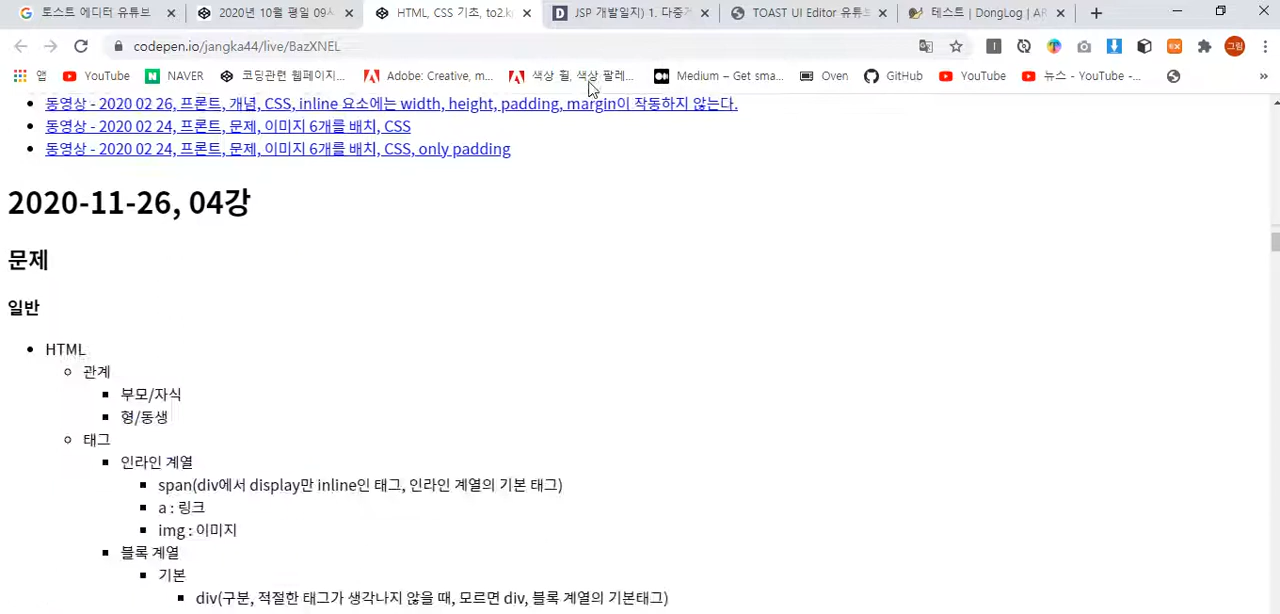 토스트 에디터 유튜브
2020년 10월 평일 09시
HTML, CSS 기초, to2.kr
JSP 개발일지) 1. 다중게
TOAST UI Editor 유튜브
테스트 | DongLog | AR
codepen.io/jangka44/live/BazXNEL
그림
앱
YouTube
NAVER
코딩관련 웹페이지...
Adobe: Creative, m...
색상 휠, 색상 팔레...
Medium – Get sma...
Oven
GitHub
YouTube
뉴스 - YouTube -...
»
동영상 - 2020 02 26, 프론트, 개념, CSS, inline 요소에는 width, height, padding, margin이 작동하지 않는다.
동영상 - 2020 02 24, 프론트, 문제, 이미지 6개를 배치, CSS
동영상 - 2020 02 24, 프론트, 문제, 이미지 6개를 배치, CSS, only padding
2020-11-26, 04강
문제
일반
HTML
관계
부모/자식
형/동생
태그
인라인 계열
span(div에서 display만 inline인 태그, 인라인 계열의 기본 태그)
a : 링크
img : 이미지
블록 계열
기본
div(구분, 적절한 태그가 생각나지 않을 때, 모르면 div, 블록 계열의 기본태그)